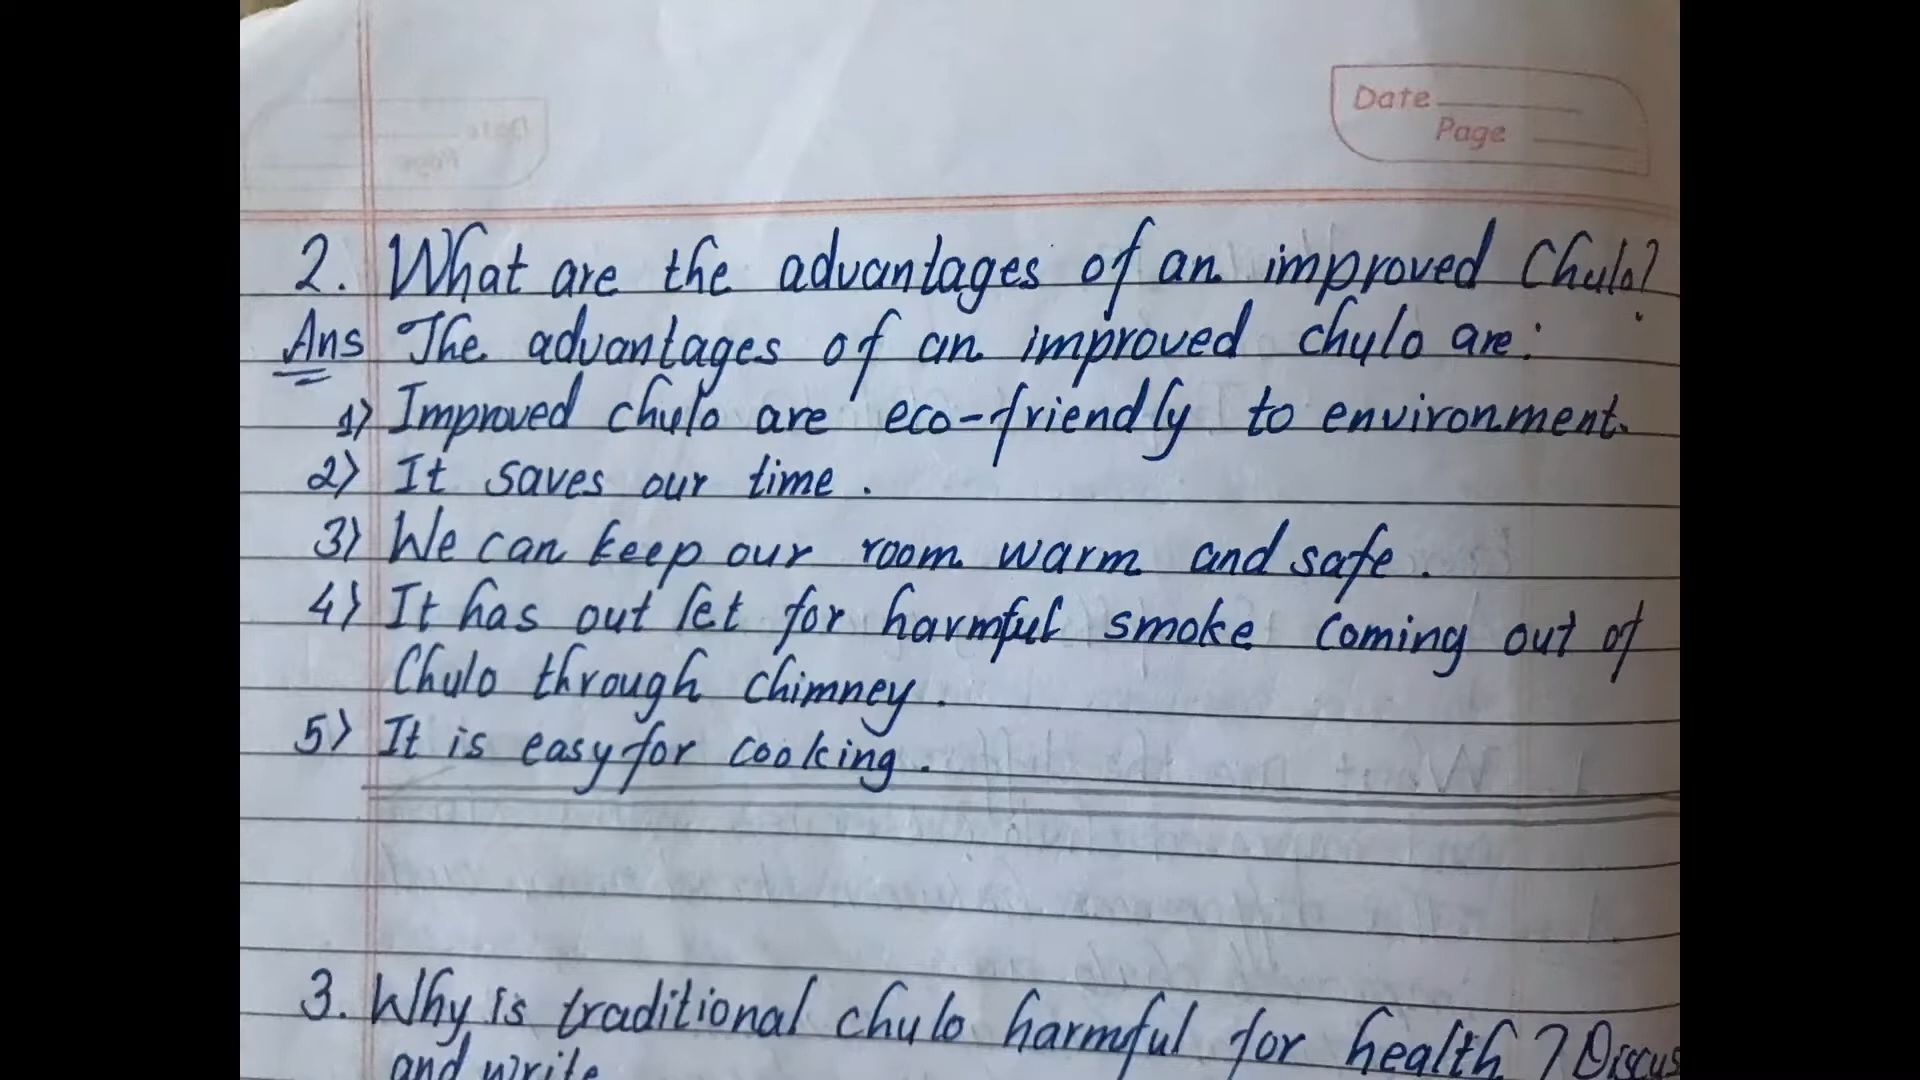 Date
Page
2. What are the advantages of an improved Chulo?
Ans The advantages of an improved chulo are:
1) Improved chulo are eco-friendly to environment.
2) It saves our time.
3) We can keep our room warm and safe.
4) It has out let for harmful smoke coming out of
Chulo through chimney.
5) It is easy for cooking.
3. Why is traditional chulo harmful for health? Discus
and write